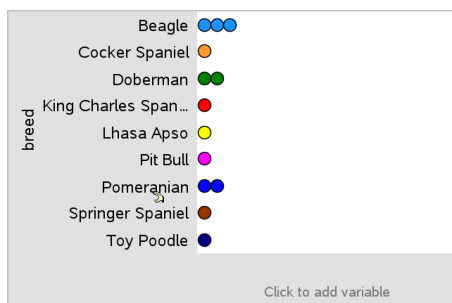 breed
Beagle
Cocker Spaniel
Doberman
King Charles Span...
Lhasa Apso
Pit Bull
Pomeranian
Springer Spaniel
Toy Poodle
Click to add variable